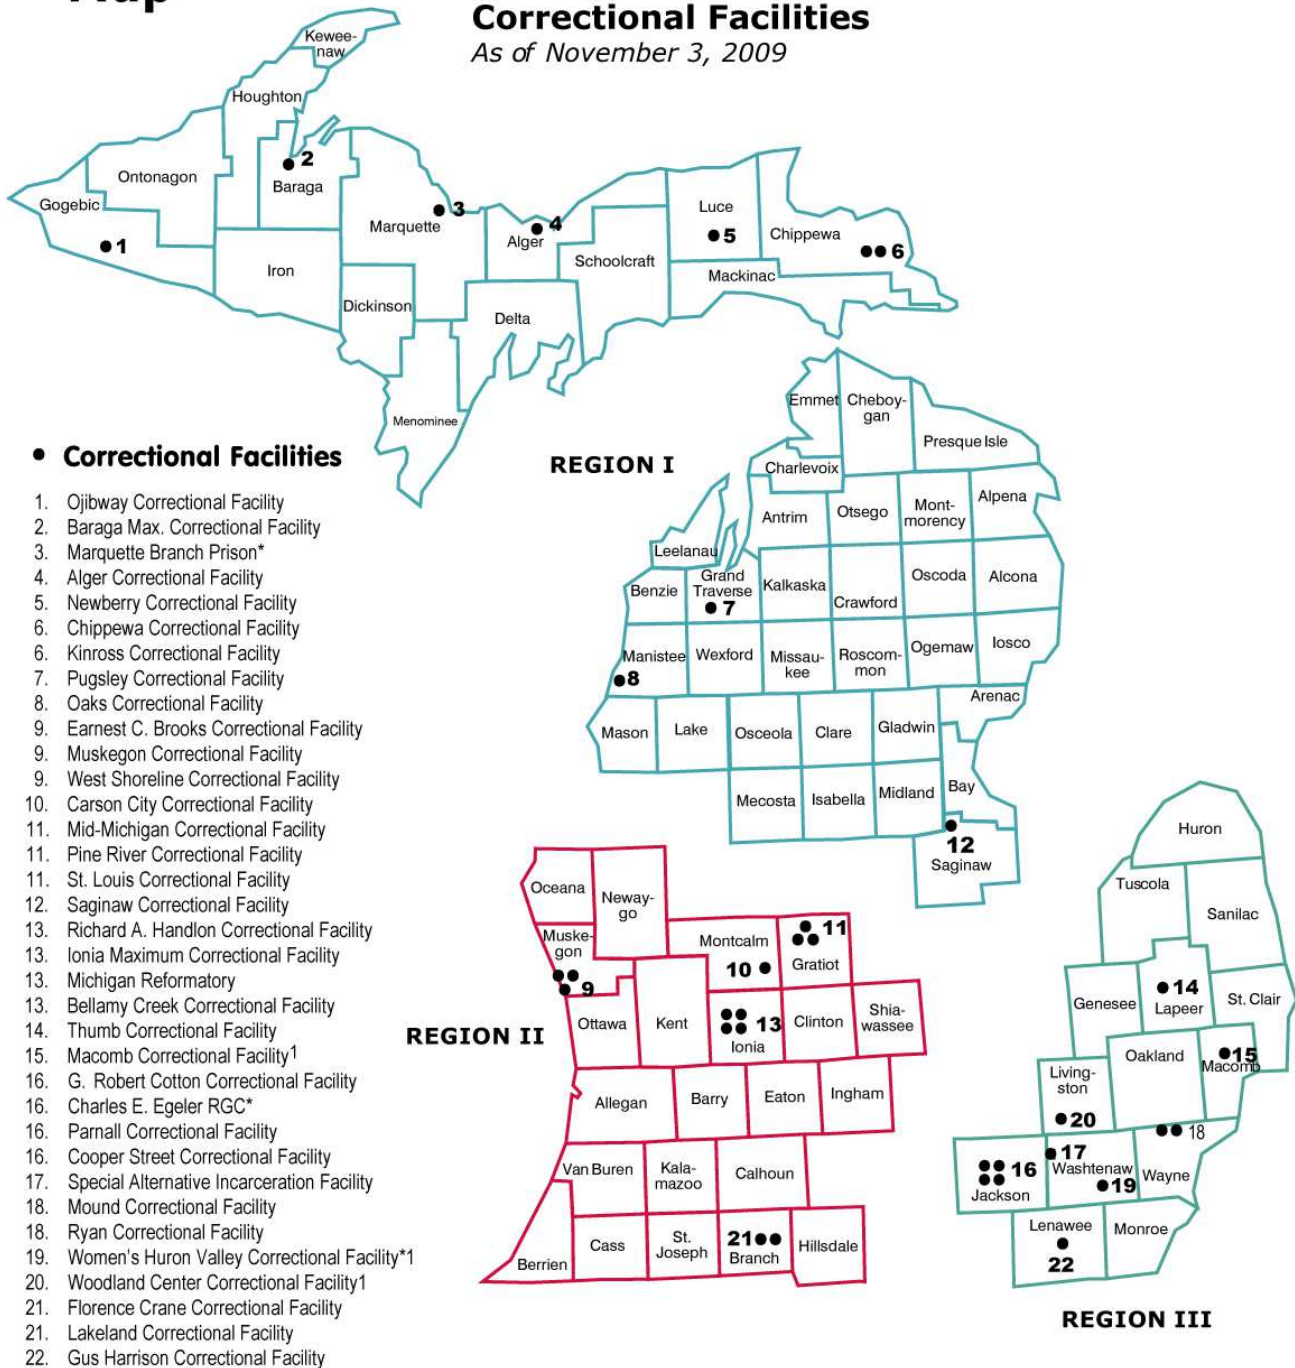 Map
Correctional Facilities
As of November 3, 2009
Kewee-
naw
Houghton
Ontonagon
2
Baraga
Gogebic
1
Marquette
3
4
Alger
Luce
5
Chippewa
6
Iron
Schoolcraft
Mackinac
Dickinson
Delta
Menominee
Emmet
Cheboy-
gan
Presque Isle
REGION I
Charlevoix
Antrim
Otsego
Mont-
morency
Alpena
Leelanau
Benzie
Grand
Traverse
7
Kalkaska
Crawford
Oscoda
Alcona
Manistee
8
Wexford
Missau-
kee
Roscom-
mon
Ogemaw
Iosco
Arenac
Mason
Lake
Osceola
Clare
Gladwin
Mecosta
Isabella
Midland
Bay
12
Saginaw
• Correctional Facilities
1. Ojibway Correctional Facility
2. Baraga Max. Correctional Facility
3. Marquette Branch Prison*
4. Alger Correctional Facility
5. Newberry Correctional Facility
6. Chippewa Correctional Facility
6. Kinross Correctional Facility
7. Pugsley Correctional Facility
8. Oaks Correctional Facility
9. Earnest C. Brooks Correctional Facility
9. Muskegon Correctional Facility
9. West Shoreline Correctional Facility
10. Carson City Correctional Facility
11. Mid-Michigan Correctional Facility
11. Pine River Correctional Facility
11. St. Louis Correctional Facility
12. Saginaw Correctional Facility
13. Richard A. Handlon Correctional Facility
13. Ionia Maximum Correctional Facility
13. Michigan Reformatory
13. Bellamy Creek Correctional Facility
14. Thumb Correctional Facility
15. Macomb Correctional Facility1
16. G. Robert Cotton Correctional Facility
16. Charles E. Egeler RGC*
16. Parnall Correctional Facility
16. Cooper Street Correctional Facility
17. Special Alternative Incarceration Facility
18. Mound Correctional Facility
18. Ryan Correctional Facility
19. Women's Huron Valley Correctional Facility*1
20. Woodland Center Correctional Facility1
21. Florence Crane Correctional Facility
21. Lakeland Correctional Facility
22. Gus Harrison Correctional Facility
Oceana
Neway-
go
Muske-
gon
9
Montcalm
10
11
Gratiot
REGION II
Ottawa
Kent
13
Ionia
Clinton
Shia-
wassee
Allegan
Barry
Eaton
Ingham
Van Buren
Kala-
mazoo
Calhoun
Berrien
Cass
St.
Joseph
21
Branch
Hillsdale
Huron
Tuscola
Sanilac
Genesee
14
Lapeer
St. Clair
Oakland
15
Macomb
Living-
ston
20
18
16
Jackson
17
Washtenaw
19
Wayne
Lenawee
22
Monroe
REGION III